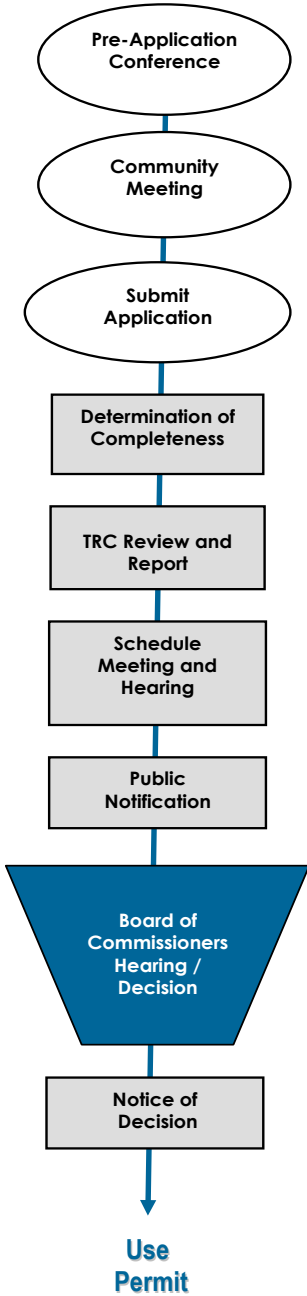 Pre-Application
Conference
Community
Meeting
Submit
Application
Determination of
Completeness
TRC Review and
Report
Schedule
Meeting and
Hearing
Public
Notification
Board of
Commissioners
Hearing /
Decision
Notice of
Decision
Use
Permit